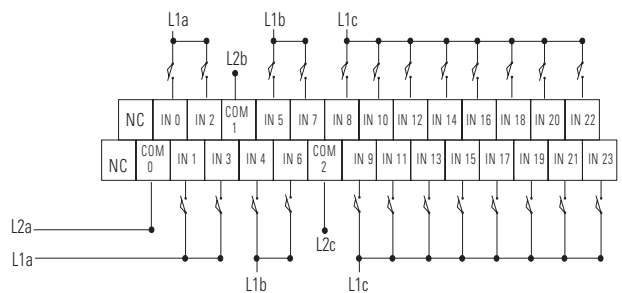 L1a L1b L1c
L2b
NC IN 0 IN 2 COM 1 IN 5 IN 7 IN 8 IN 10 IN 12 IN 14 IN 16 IN 18 IN 20 IN 22
NC COM 0 IN 1 IN 3 IN 4 IN 6 COM 2 IN 9 IN 11 IN 13 IN 15 IN 17 IN 19 IN 21 IN 23
L2a
L2c
L1a
L1b L1c